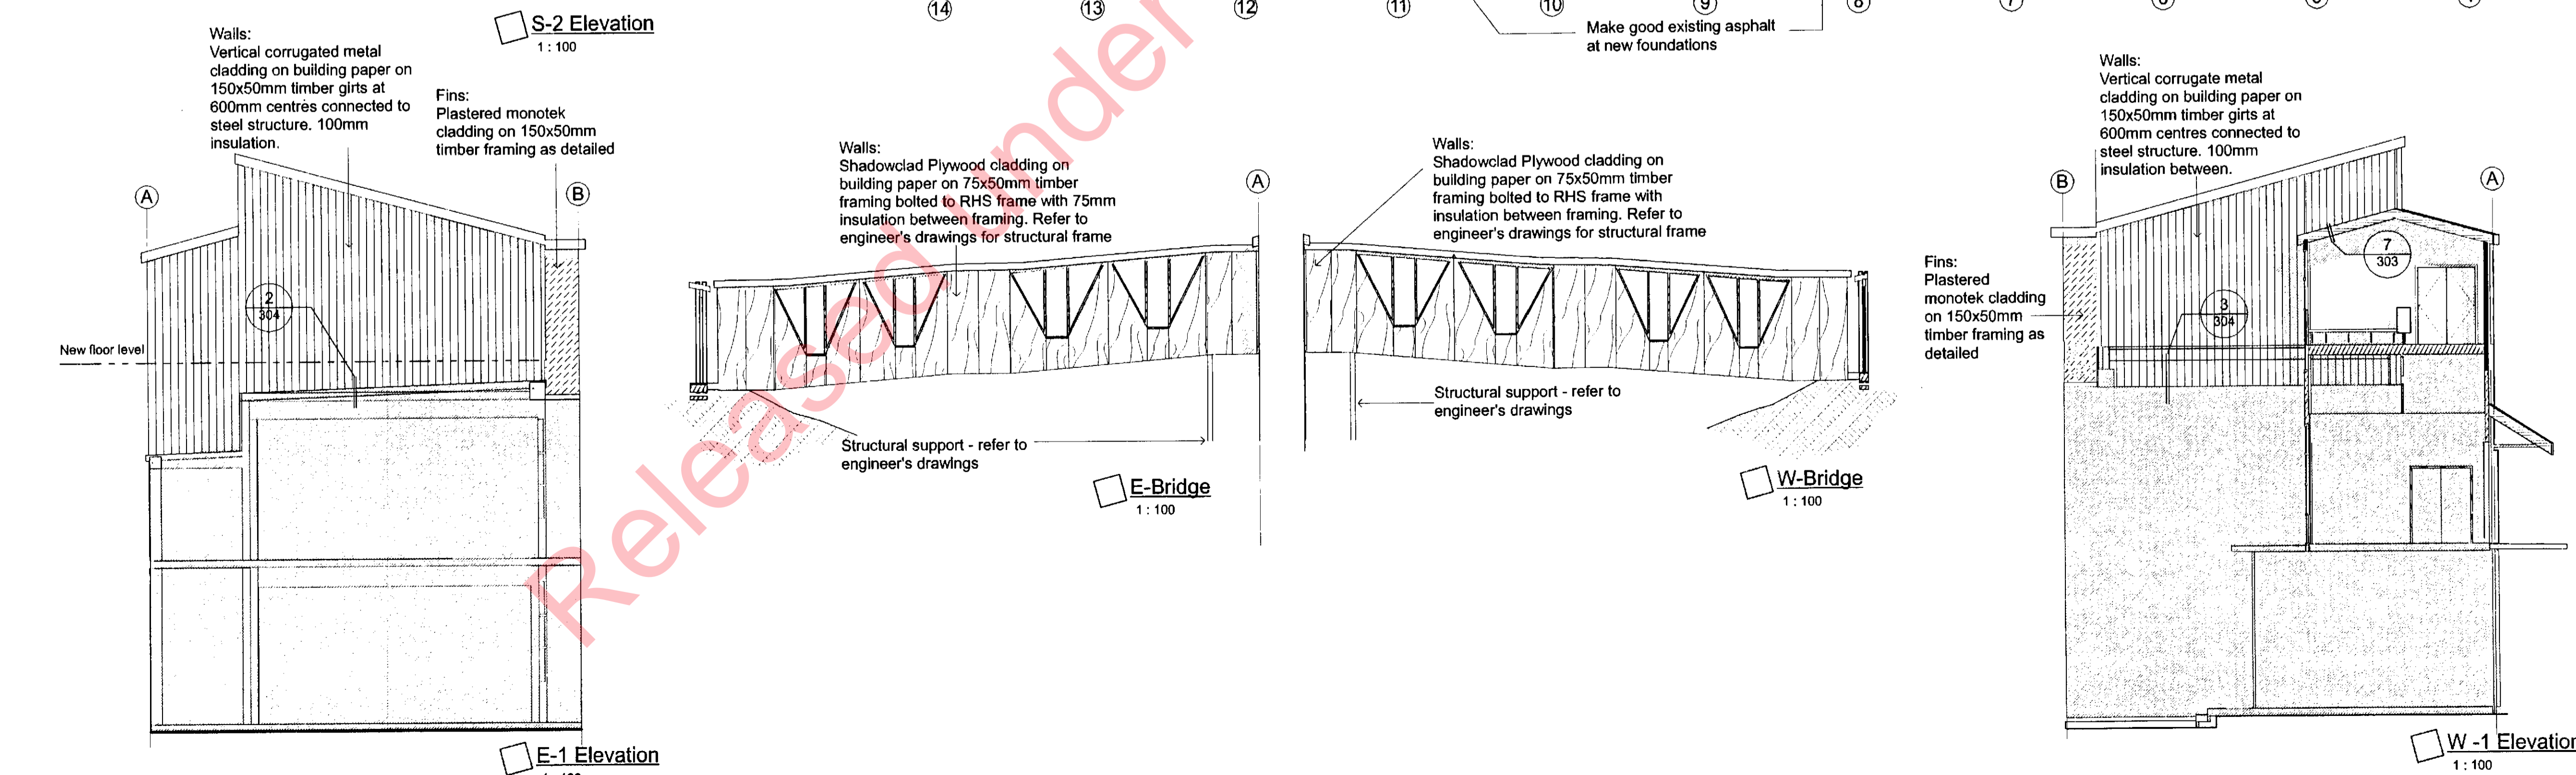 S-2 Elevation
1 : 100
14
13
12
11
10
9
8
7
Make good existing asphalt
at new foundations
Walls:
Vertical corrugated metal
cladding on building paper on
150x50mm timber girts at
600mm centres connected to
steel structure. 100mm
insulation.
Fins:
Plastered monotek
cladding on 150x50mm
timber framing as detailed
A
B
2
304
New floor level
E-1 Elevation
Walls:
Shadowclad Plywood cladding on
building paper on 75x50mm timber
framing bolted to RHS frame with 75mm
insulation between framing. Refer to
engineer's drawings for structural frame
A
Structural support - refer to
engineer's drawings
E-Bridge
1 : 100
Walls:
Shadowclad Plywood cladding on
building paper on 75x50mm timber
framing bolted to RHS frame with
insulation between framing. Refer to
engineer's drawings for structural frame
Structural support - refer to
engineer's drawings
W-Bridge
1 : 100
Walls:
Vertical corrugate metal
cladding on building paper on
150x50mm timber girts at
600mm centres connected to
steel structure. 100mm
insulation between.
B
A
Fins:
Plastered
monotek cladding
on 150x50mm
timber framing as
detailed
7
303
3
304
W -1 Elevation
1 : 100
Released under